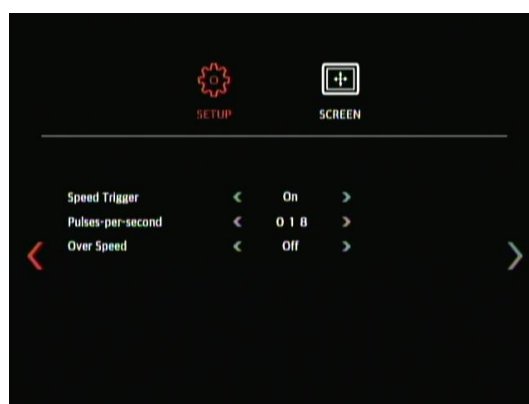 SETUP SCREEN
Speed Trigger < On >
Pulses-per-second < 0 1 8 >
Over Speed < Off >